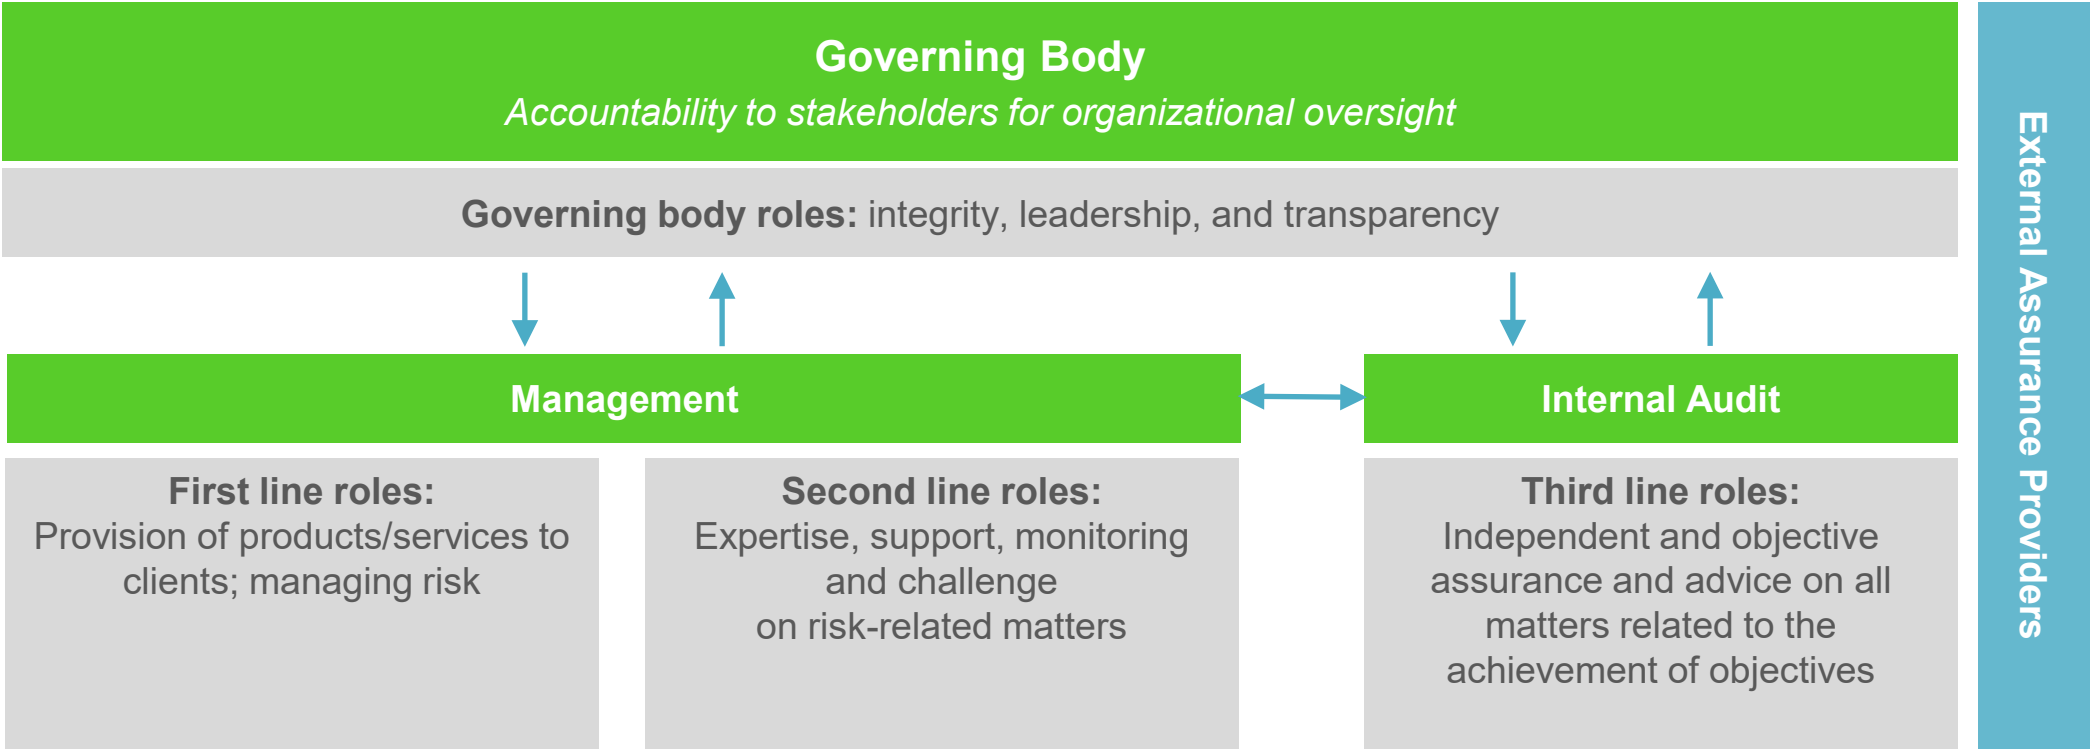 Governing Body
Accountability to stakeholders for organizational oversight
Governing body roles: integrity, leadership, and transparency
Management
Internal Audit
First line roles:
Provision of products/services to
clients; managing risk
Second line roles:
Expertise, support, monitoring
and challenge
on risk-related matters
Third line roles:
Independent and objective
assurance and advice on all
matters related to the
achievement of objectives
External Assurance Providers